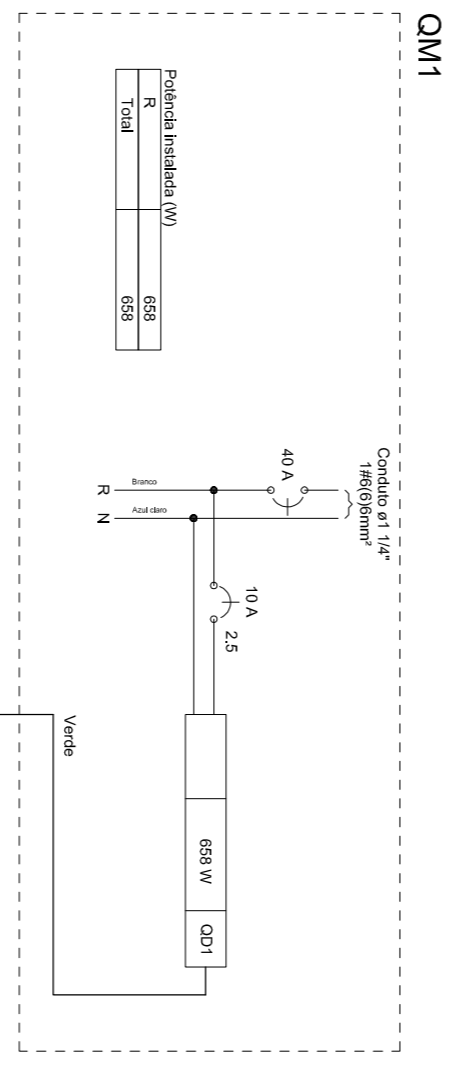 QM1
Conduto ø1 1/4"
1#6(6)6mm²
40 A
Branco
R
Azul claro
N
10 A
2.5
658 W
QD1
Verde
Potência instalada (W)
R 658
Total 658